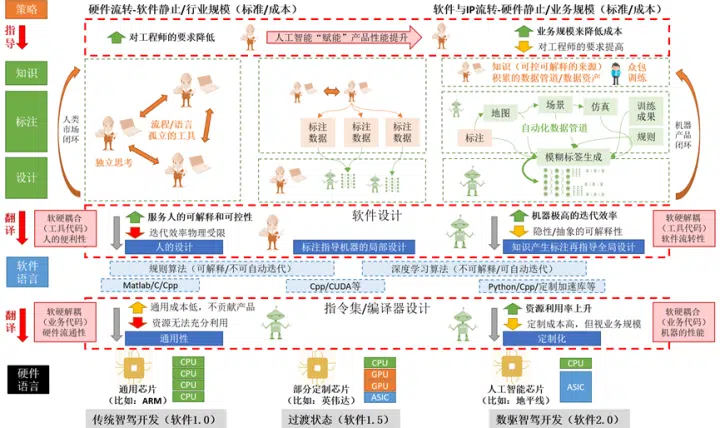 策略
硬件流转-软件静止/行业规模（标准/成本）
软件与IP流转-硬件静止/业务规模（标准/成本）
指导
对工程师的要求降低
人工智能“赋能”产品性能提升
业务规模来降低成本
对工程师的要求提高
知识
标注
设计
人类市场闭环
流程/语言
孤立的工具
独立思考
标注
数据
标注
数据
标注
数据
知识（可控可解释的来源）
积累的数据管道/数据资产
众包
训练
地图
场景
仿真
训练
成果
标注
自动化数据管道
规则
模糊标签生成
机器产品闭环
翻译
软硬耦合
（工具代码）
人的便利性
服务人的可解释和可控性
迭代效率物理受限
人的设计
软件设计
标注指导机器的局部设计
机器极高的迭代效率
隐性/抽象的可解释性
知识产生标注再指导全局设计
软硬解耦
（工具代码）
软件流转性
软件
语言
规则算法（可解释/不可自动迭代）
深度学习算法（不可解释/可自动迭代）
Matlab/C/Cpp
Cpp/CUDA等
Python/Cpp/定制加速库等
翻译
软硬解耦
（业务代码）
硬件流通性
通用成本低，不贡献产品
资源无法充分利用
通用性
指令集/编译器设计
资源利用率上升
定制成本高，但视业务规模
定制化
软硬耦合
（业务代码）
机器的性能
硬件
语言
通用芯片
（比如：ARM）
CPU
CPU
CPU
CPU
部分定制芯片
（比如：英伟达）
CPU
GPU
GPU
ASIC
人工智能芯片
（比如：地平线）
CPU
ASIC
传统智驾开发（软件1.0）
过渡状态（软件1.5）
数驱智驾开发（软件2.0）